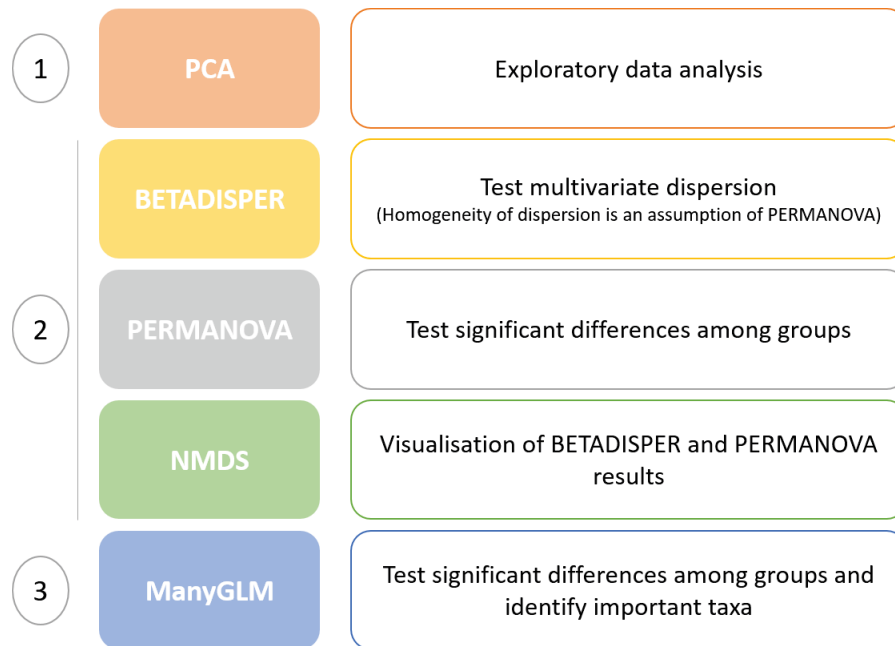 1
PCA
Exploratory data analysis
BETADISPER
Test multivariate dispersion
(Homogeneity of dispersion is an assumption of PERMANOVA)
2
PERMANOVA
Test significant differences among groups
NMDS
Visualisation of BETADISPER and PERMANOVA
results
3
ManyGLM
Test significant differences among groups and
identify important taxa